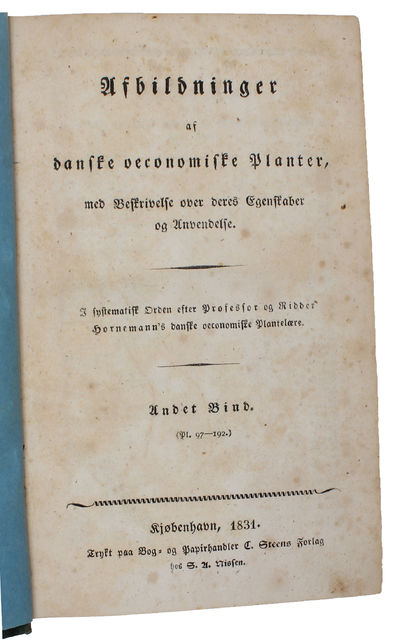 Afbildninger
af
danske oeconomiske Planter,
med Beskrivelse over deres Egenskaber
og Anvendelse.
I systematisk Orden efter Professor og Ridder
Hornemann's danske oeconomiske Plantelære.
Andet Bind.
(Pl. 97—192.)
Kjøbenhavn, 1831.
Trykt paa Bog- og Papirhandler C. Steens Forlag
hos S. A. Nissen.